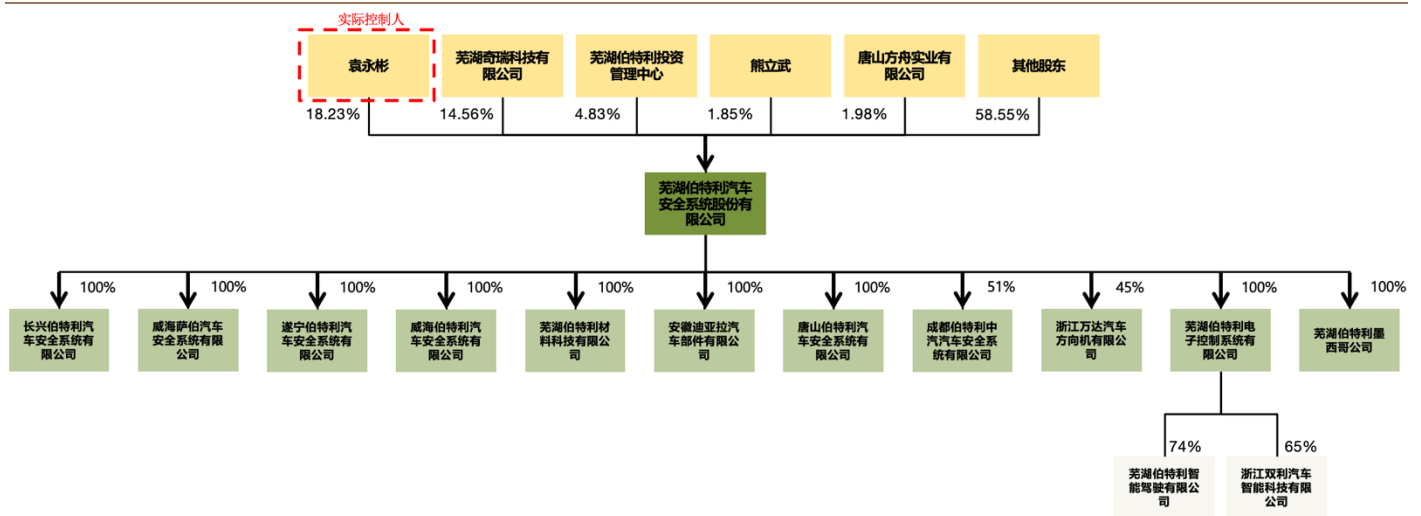 实际控制人
袁永彬
芜湖奇瑞科技有
限公司
芜湖伯特利投资
管理中心
熊立武
唐山方舟实业有
限公司
其他股东
18.23%
14.56%
4.83%
1.85%
1.98%
58.55%
芜湖伯特利汽车
安全系统股份有
限公司
100%
100%
100%
100%
100%
100%
100%
51%
45%
100%
100%
长兴伯特利汽
车安全系统有
限公司
威海萨伯汽车
安全系统有限
公司
遂宁伯特利汽
车安全系统有
限公司
威海伯特利汽
车安全系统有
限公司
芜湖伯特利材
料科技有限公
司
安徽迪亚拉汽
车部件有限公
司
唐山伯特利汽
车安全系统有
限公司
成都伯特利中
汽汽车安全系
统有限公司
浙江万达汽车
方向机有限公
司
芜湖伯特利电
子控制系统有
限公司
芜湖伯特利墨
西哥公司
74%
65%
芜湖伯特利智
能驾驶有限公
司
浙江双利汽车
智能科技有限
公司